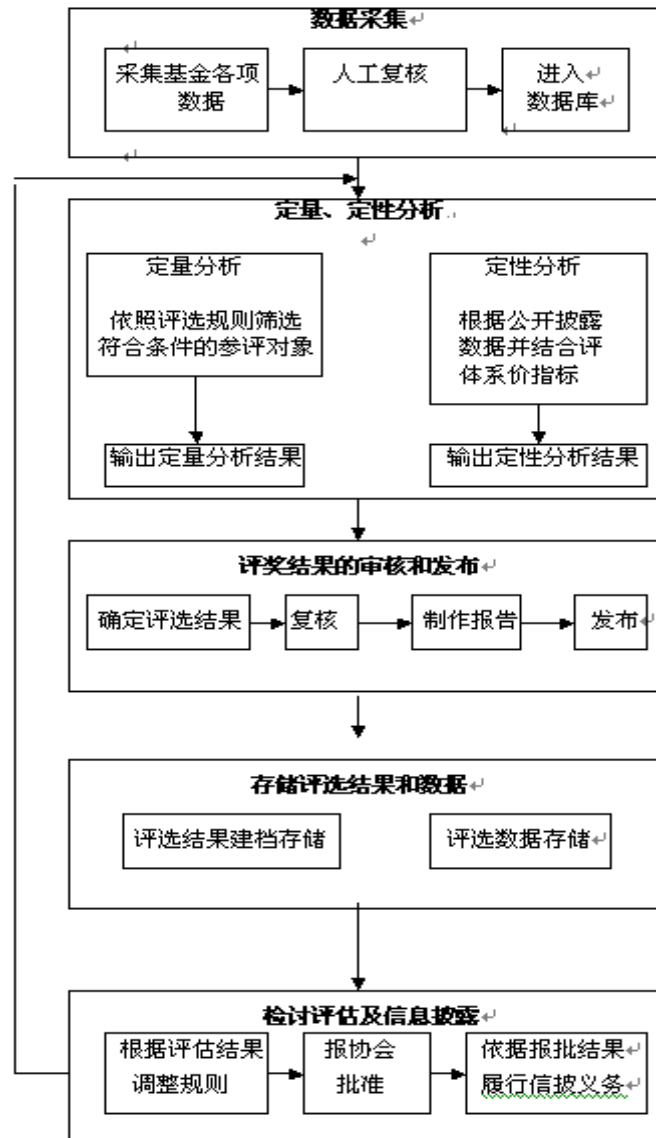 数据采集
采集基金各项
数据
人工复核
进入
数据库
定量、定性分析
定量分析
依照评选规则筛选
符合条件的参评对象
定性分析
根据公开披露
数据并结合评
体系价指标
输出定量分析结果
输出定性分析结果
评奖结果的审核和发布
确定评选结果
复核
制作报告
发布
存储评选结果和数据
评选结果建档存储
评选数据存储
检讨评估及信息披露
根据评估结果
调整规则
报协会
批准
依据报批结果
履行信披义务